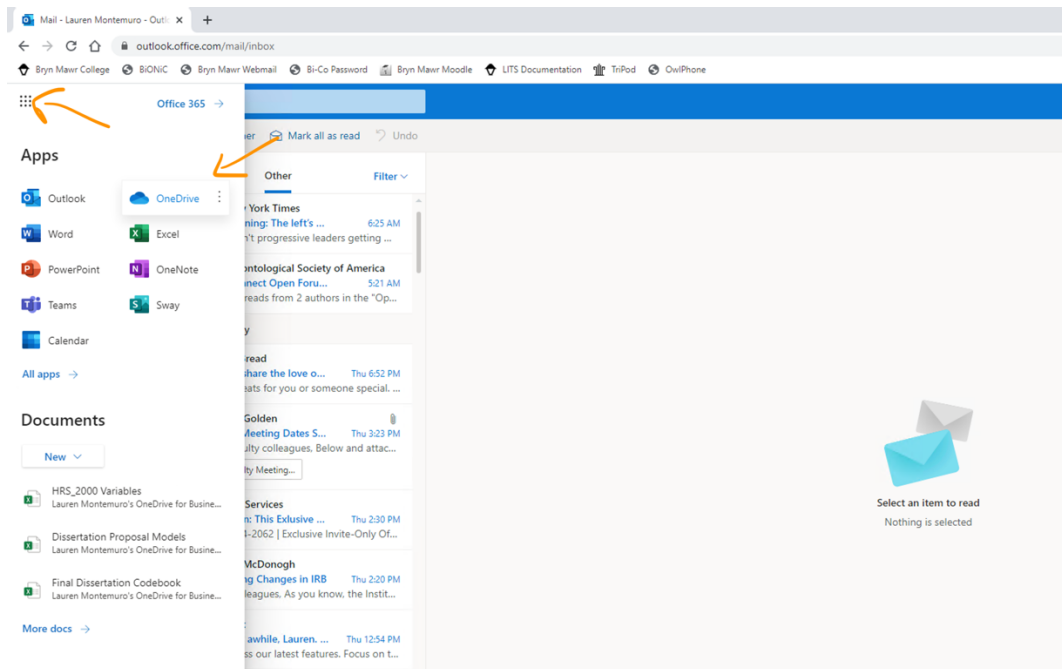 Mail - Lauren Montemuro - Outl
outlook.office.com/mail/inbox
Bryn Mawr College BiONiC Bryn Mawr Webmail Bi-Co Password Bryn Mawr Moodle LITS Documentation TriPod OwlPhone
Office 365 →
Mark all as read Undo
Apps
Other Filter
Outlook OneDrive
Word Excel
PowerPoint OneNote
Teams Sway
Calendar
All apps →
Documents
New
HRS_2000 Variables
Lauren Montemuro's OneDrive for Busine...
Dissertation Proposal Models
Lauren Montemuro's OneDrive for Busine...
Final Dissertation Codebook
Lauren Montemuro's OneDrive for Busine...
More docs →
York Times
ning: The left's ... 6:25 AM
n't progressive leaders getting ...
ontological Society of America
nnect Open Foru... 5:21 AM
reads from 2 authors in the "Op...
y
read
share the love o... Thu 6:52 PM
eats for you or someone special. ...
Golden
Meeting Dates S... Thu 3:23 PM
ulty colleagues, Below and attac...
lty Meeting...
Services
n: This Exlusive ... Thu 2:30 PM
4-2062 | Exclusive Invite-Only Of...
McDonogh
ng Changes in IRB Thu 2:20 PM
leagues, As you know, the Instit...
awhile, Lauren. ... Thu 12:54 PM
ss our latest features. Focus on t...
Select an item to read
Nothing is selected